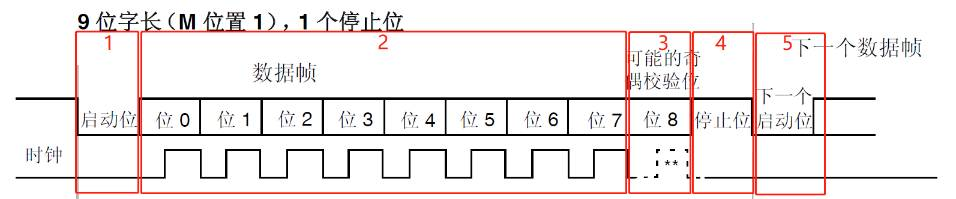 9 位字长（M 位置 1），1 个停止位
1 2 3 4 5
下一个数据帧
数据帧
可能的奇
偶校验位
下一个
启动位
启动位 位 0 位 1 位 2 位 3 位 4 位 5 位 6 位 7 位 8 停止位
时钟
**